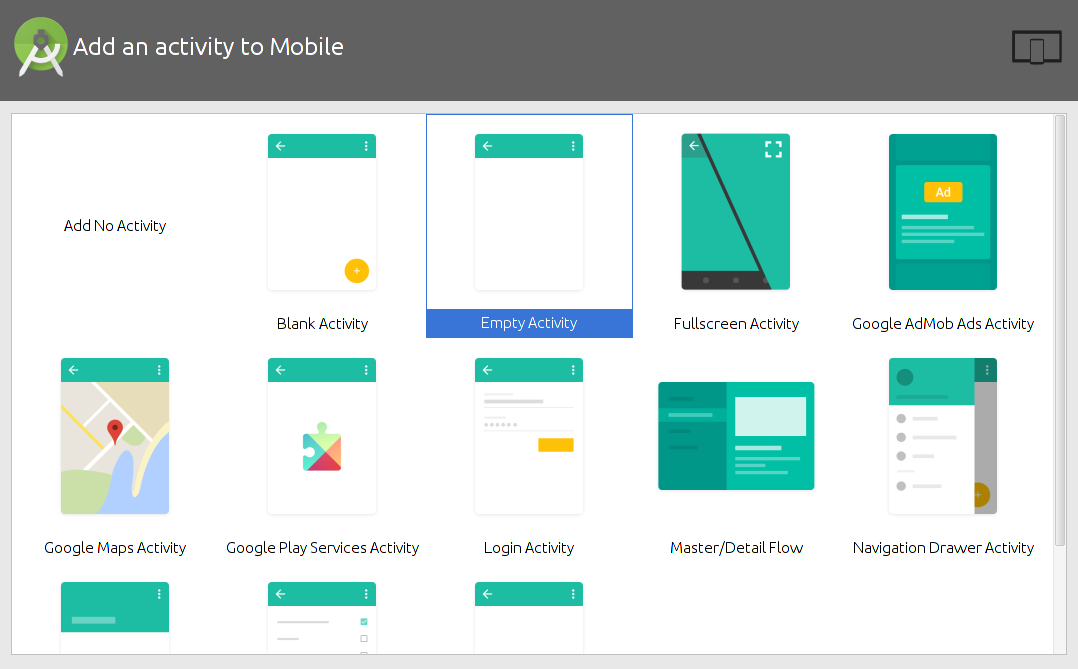 Add an activity to Mobile
Add No Activity
Blank Activity
Empty Activity
Fullscreen Activity
Ad
Google AdMob Ads Activity
Google Maps Activity
Google Play Services Activity
Login Activity
Master/Detail Flow
Navigation Drawer Activity